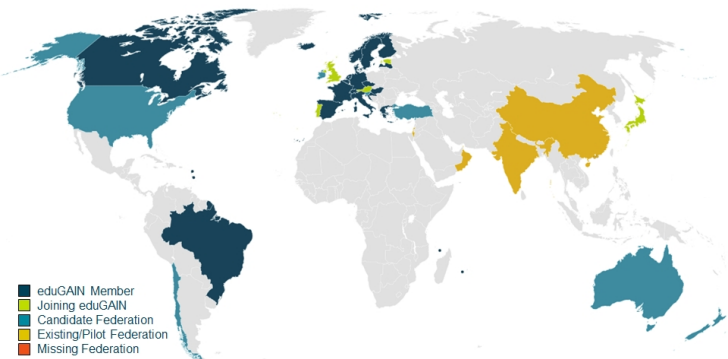 eduGAIN Member
Joining eduGAIN
Candidate Federation
Existing/Pilot Federation
Missing Federation